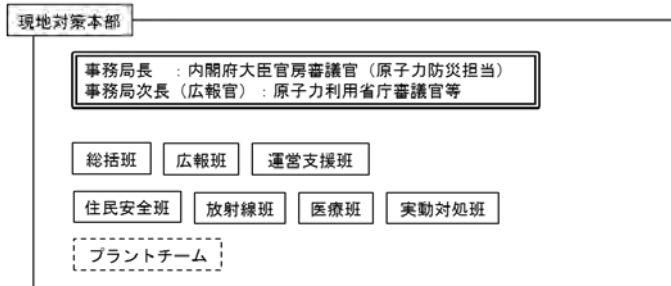 現地対策本部
事務局長　：内閣府大臣官房審議官（原子力防災担当）
事務局次長（広報官）：原子力利用省庁審議官等
総括班　広報班　運営支援班
住民安全班　放射線班　医療班　実動対処班
プラントチーム